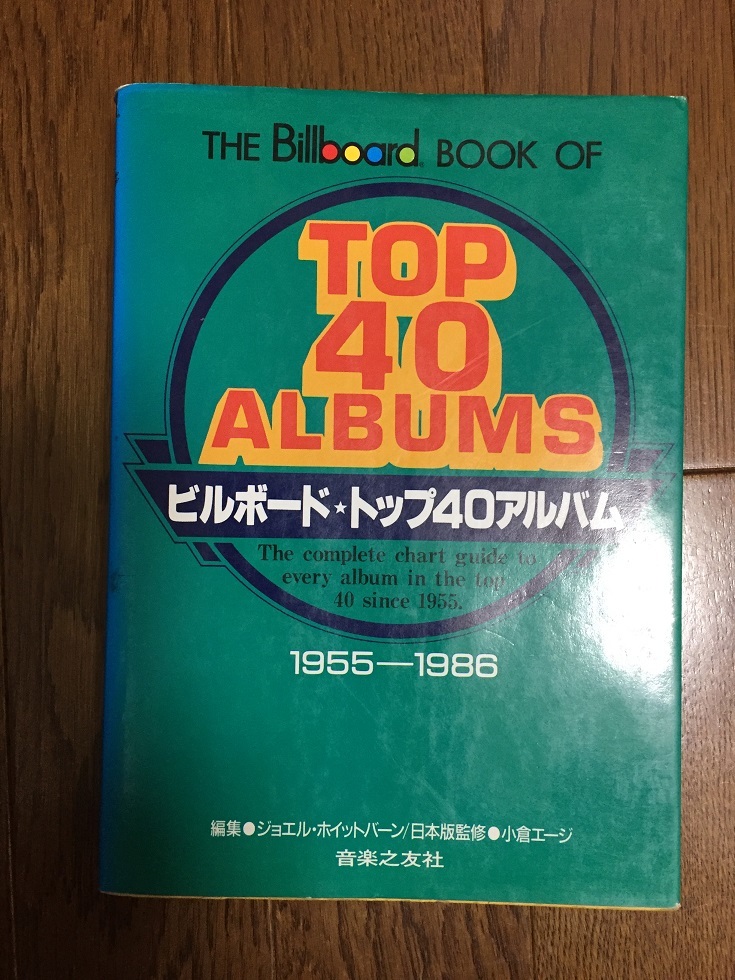 THE Billboard BOOK OF
TOP
40
ALBUMS
ビルボード★トップ40アルバム
The complete chart guide to
every album in the top
40 since 1955.
1955—1986
編集●ジョエル・ホイットバーン/日本版監修●小倉エージ
音楽之友社